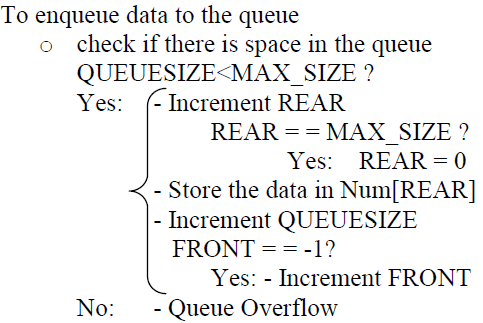 To enqueue data to the queue
o check if there is space in the queue
QUEUESIZE<MAX_SIZE ?
Yes: - Increment REAR
REAR = = MAX_SIZE ?
Yes: REAR = 0
- Store the data in Num[REAR]
- Increment QUEUESIZE
FRONT = = -1?
Yes: - Increment FRONT
No: - Queue Overflow